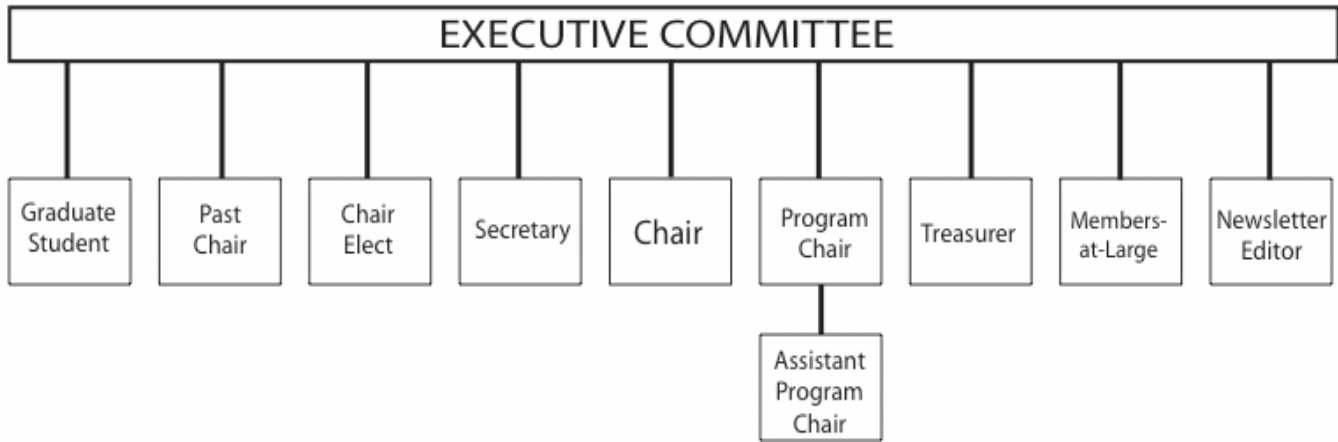 EXECUTIVE COMMITTEE
Graduate
Student
Past
Chair
Chair
Elect
Secretary
Chair
Program
Chair
Treasurer
Members-
at-Large
Newsletter
Editor
Assistant
Program
Chair